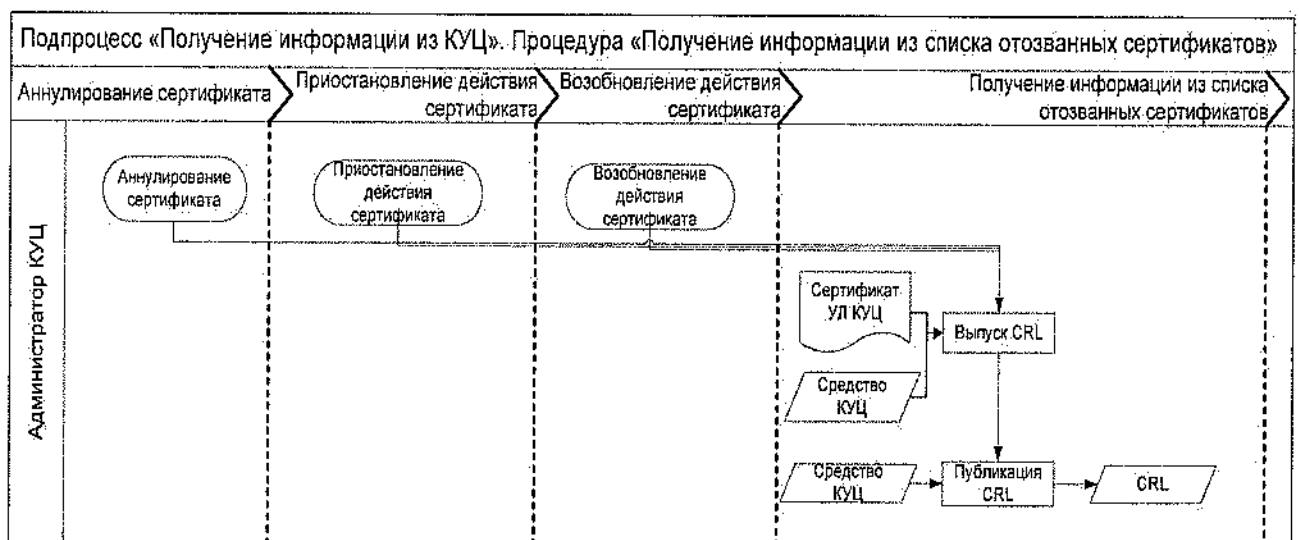 Подпроцесс «Получение информации из КУЦ». Процедура «Получение информации из списка отозванных сертификатов»
Аннулирование сертификата
Приостановление действия
сертификата
Возобновление действия
сертификата
Получение информации из списка
отозванных сертификатов
Администратор КУЦ
Аннулирование
сертификата
Приостановление
действия
сертификата
Возобновление
действия
сертификата
Сертификат
УЛ КУЦ
Выпуск CRL
Средство
КУЦ
Средство
КУЦ
Публикация
CRL
CRL